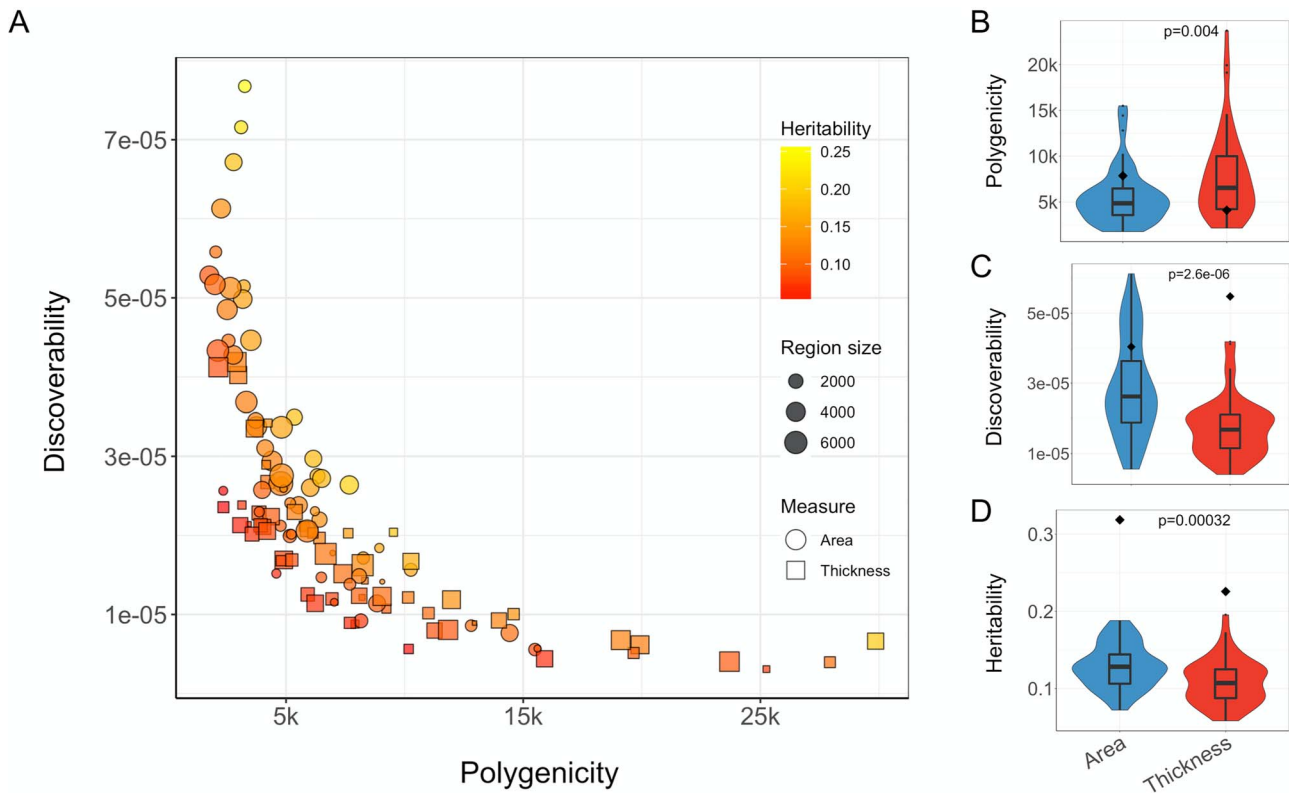 A
Discoverability
7e-05
5e-05
3e-05
1e-05
5k
15k
25k
Polygenicity
Heritability
0.25
0.20
0.15
0.10
Region size
2000
4000
6000
Measure
Area
Thickness
B
p=0.004
Polygenicity
20k
15k
10k
5k
C
p=2.6e-06
Discoverability
5e-05
3e-05
1e-05
D
p=0.00032
Heritability
0.3
0.2
0.1
Area
Thickness